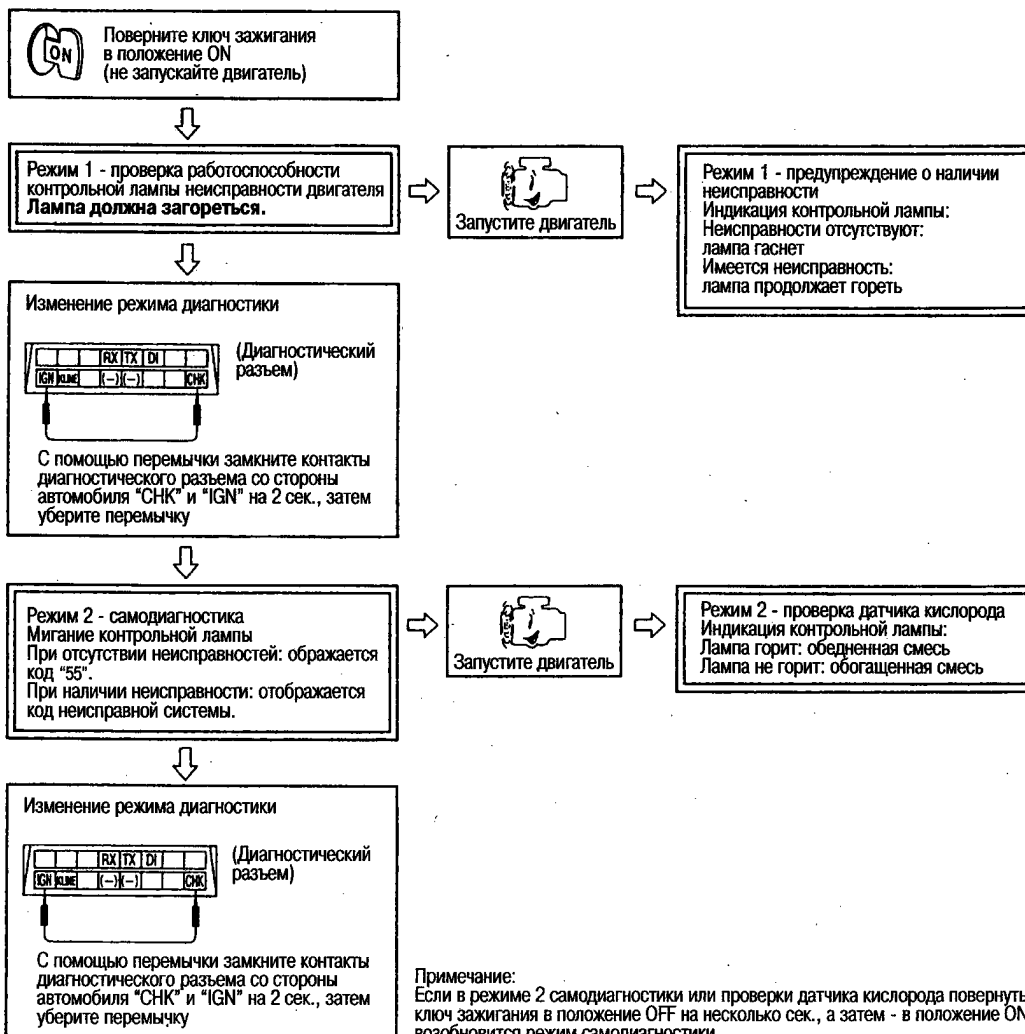 ON
Поверните ключ зажигания
в положение ON
(не запускайте двигатель)
Режим 1 - проверка работоспособности
контрольной лампы неисправности двигателя
Лампа должна загореться.
Запустите двигатель
Режим 1 - предупреждение о наличии
неисправности
Индикация контрольной лампы:
Неисправности отсутствуют:
лампа гаснет
Имеется неисправность:
лампа продолжает гореть
Изменение режима диагностики
RX TX DI
IGN KLINE (–) (–) CHK
(Диагностический
разъем)
С помощью перемычки замкните контакты
диагностического разъема со стороны
автомобиля "CHK" и "IGN" на 2 сек., затем
уберите перемычку
Режим 2 - самодиагностика
Мигание контрольной лампы
При отсутствии неисправностей: ображается
код "55".
При наличии неисправности: отображается
код неисправной системы.
Запустите двигатель
Режим 2 - проверка датчика кислорода
Индикация контрольной лампы:
Лампа горит: обедненная смесь
Лампа не горит: обогащенная смесь
Изменение режима диагностики
RX TX DI
IGN KLINE (–) (–) CHK
(Диагностический
разъем)
С помощью перемычки замкните контакты
диагностического разъема со стороны
автомобиля "CHK" и "IGN" на 2 сек., затем
уберите перемычку
Примечание:
Если в режиме 2 самодиагностики или проверки датчика кислорода повернуть
ключ зажигания в положение OFF на несколько сек., а затем - в положение ON
возобновится режим самодиагностики